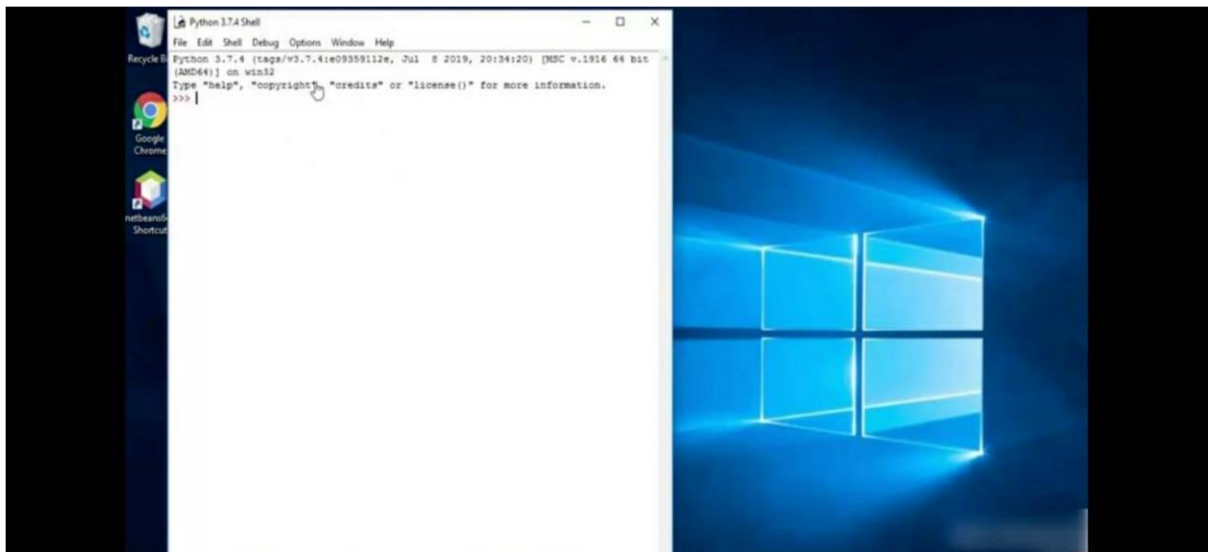 Python 3.7.4 Shell
File Edit Shell Debug Options Window Help
Python 3.7.4 (tags/v3.7.4:e09359112e, Jul 8 2019, 20:34:20) [MSC v.1916 64 bit
(AMD64)] on win32
Type "help", "copyright", "credits" or "license()" for more information.
>>>
Recycle Bi
Google
Chrome
netbeans6
Shortcut